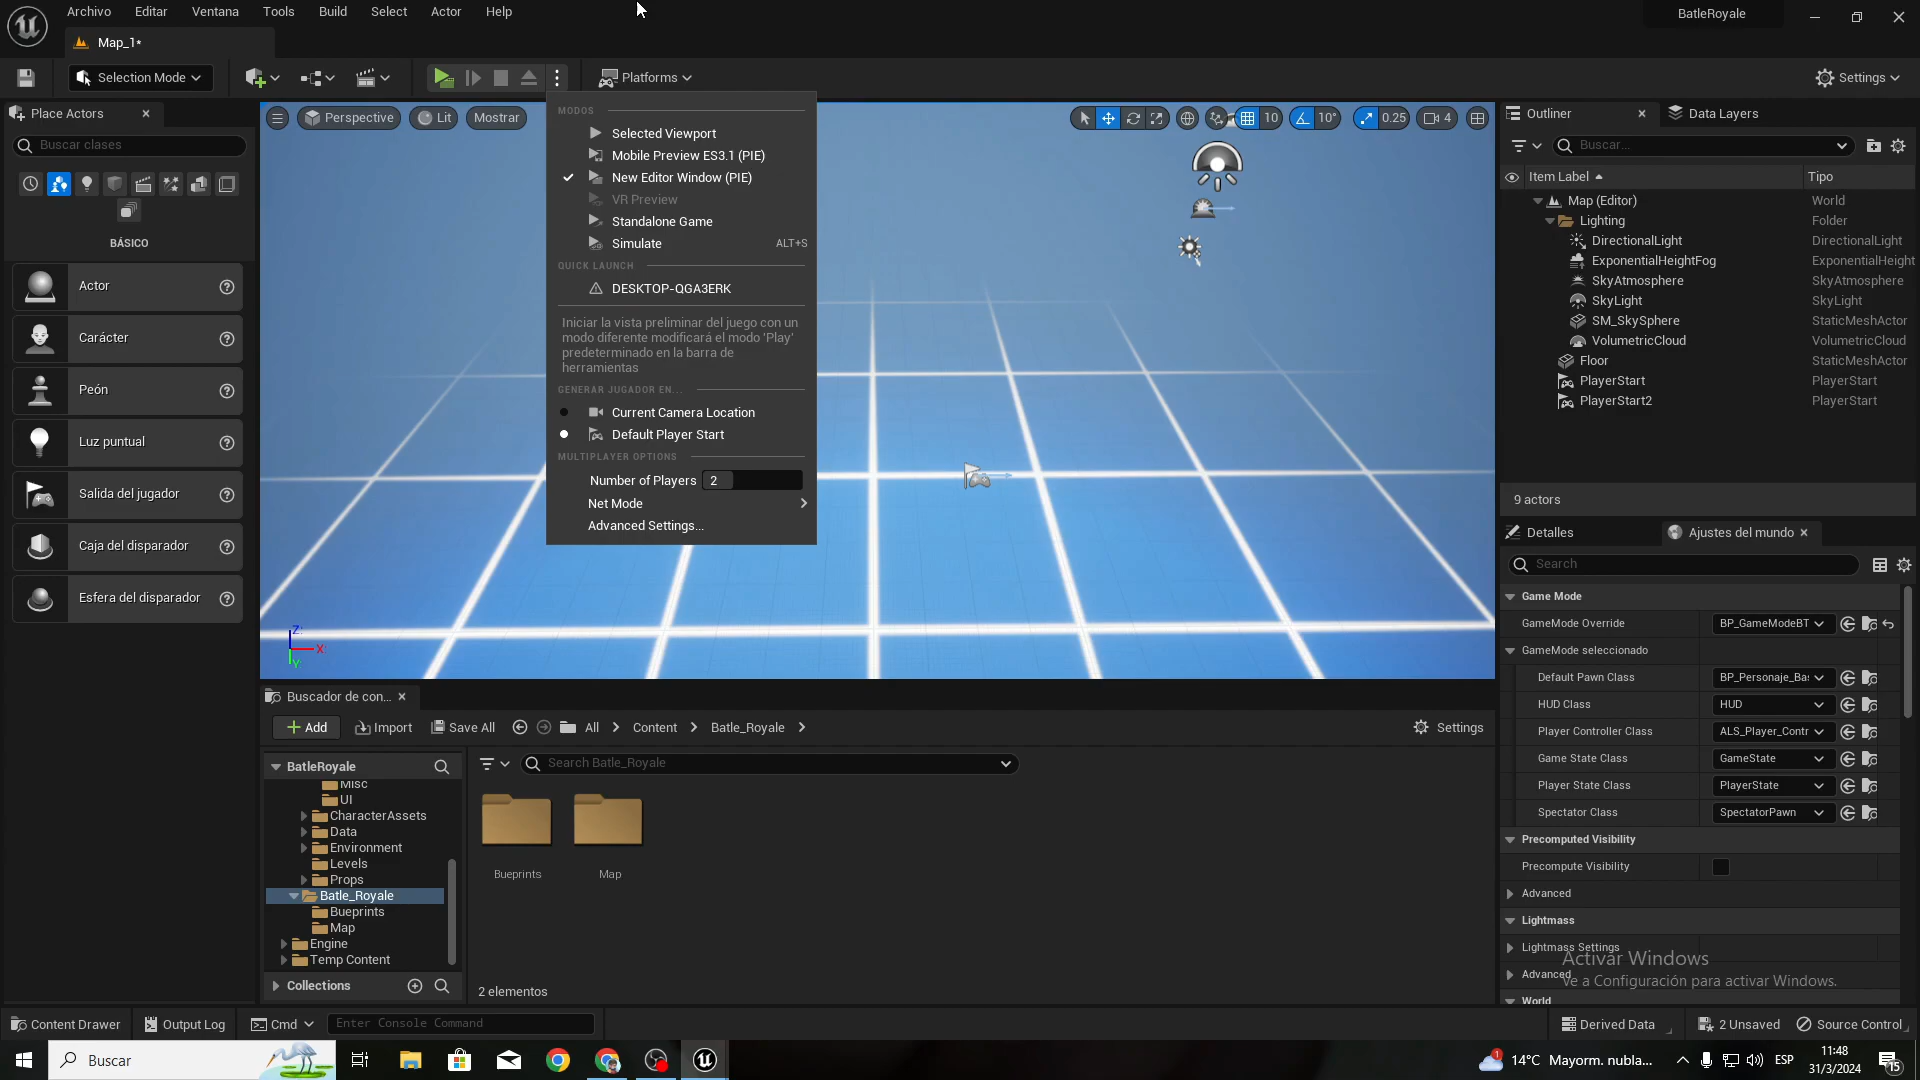 Archivo Editar Ventana Tools Build Select Actor Help
BatleRoyale
Map_1*
Selection Mode
Platforms
Settings
Place Actors
Buscar clases
BÁSICO
Actor
Carácter
Peón
Luz puntual
Salida del jugador
Caja del disparador
Esfera del disparador
Perspective
Lit
Mostrar
10
10°
0.25
4
MODOS
Selected Viewport
Mobile Preview ES3.1 (PIE)
New Editor Window (PIE)
VR Preview
Standalone Game
Simulate ALT+S
QUICK LAUNCH
DESKTOP-QGA3ERK
Iniciar la vista preliminar del juego con un
modo diferente modificará el modo 'Play'
predeterminado en la barra de
herramientas
GENERAR JUGADOR EN...
Current Camera Location
Default Player Start
MULTIPLAYER OPTIONS
Number of Players 2
Net Mode
Advanced Settings...
Z
X
Y
Outliner
Data Layers
Buscar...
Item Label Tipo
Map (Editor) World
Lighting Folder
DirectionalLight DirectionalLight
ExponentialHeightFog ExponentialHeight
SkyAtmosphere SkyAtmosphere
SkyLight SkyLight
SM_SkySphere StaticMeshActor
VolumetricCloud VolumetricCloud
Floor StaticMeshActor
PlayerStart PlayerStart
PlayerStart2 PlayerStart
9 actors
Detalles
Ajustes del mundo
Search
Game Mode
GameMode Override BP_GameModeBT
GameMode seleccionado
Default Pawn Class BP_Personaje_Ba
HUD Class HUD
Player Controller Class ALS_Player_Contr
Game State Class GameState
Player State Class PlayerState
Spectator Class SpectatorPawn
Precomputed Visibility
Precompute Visibility
Advanced
Lightmass
Lightmass Settings
Advanced
World
Activar Windows
Ve a Configuración para activar Windows.
Buscador de con...
Add
Import
Save All
All
Content
Batle_Royale
Settings
BatleRoyale
Misc
UI
CharacterAssets
Data
Environment
Levels
Props
Batle_Royale
Bueprints
Map
Engine
Temp Content
Collections
Search Batle_Royale
Bueprints
Map
2 elementos
Content Drawer
Output Log
Cmd
Enter Console Command
Derived Data
2 Unsaved
Source Control
Buscar
1
14°C Mayorm. nubla...
ESP
11:48
31/3/2024
15